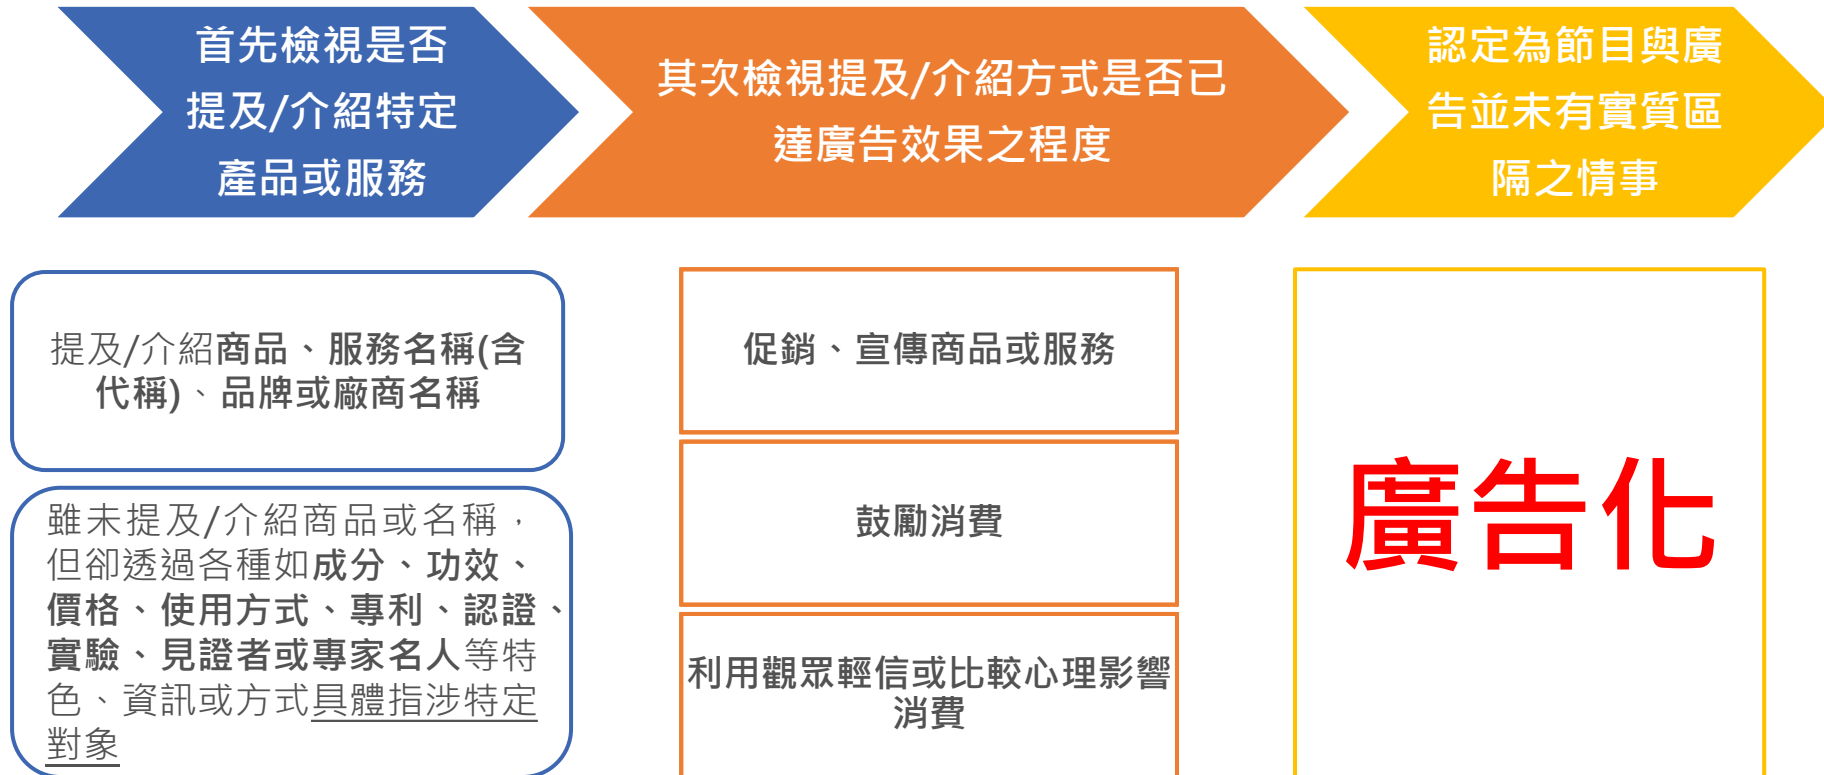 首先檢視是否
提及/介紹特定
產品或服務
其次檢視提及/介紹方式是否已
達廣告效果之程度
認定為節目與廣
告並未有實質區
隔之情事
提及/介紹商品、服務名稱(含
代稱)、品牌或廠商名稱
雖未提及/介紹商品或名稱，
但卻透過各種如成分、功效、
價格、使用方式、專利、認證、
實驗、見證者或專家名人等特
色、資訊或方式具體指涉特定
對象
促銷、宣傳商品或服務
鼓勵消費
利用觀眾輕信或比較心理影響
消費
廣告化